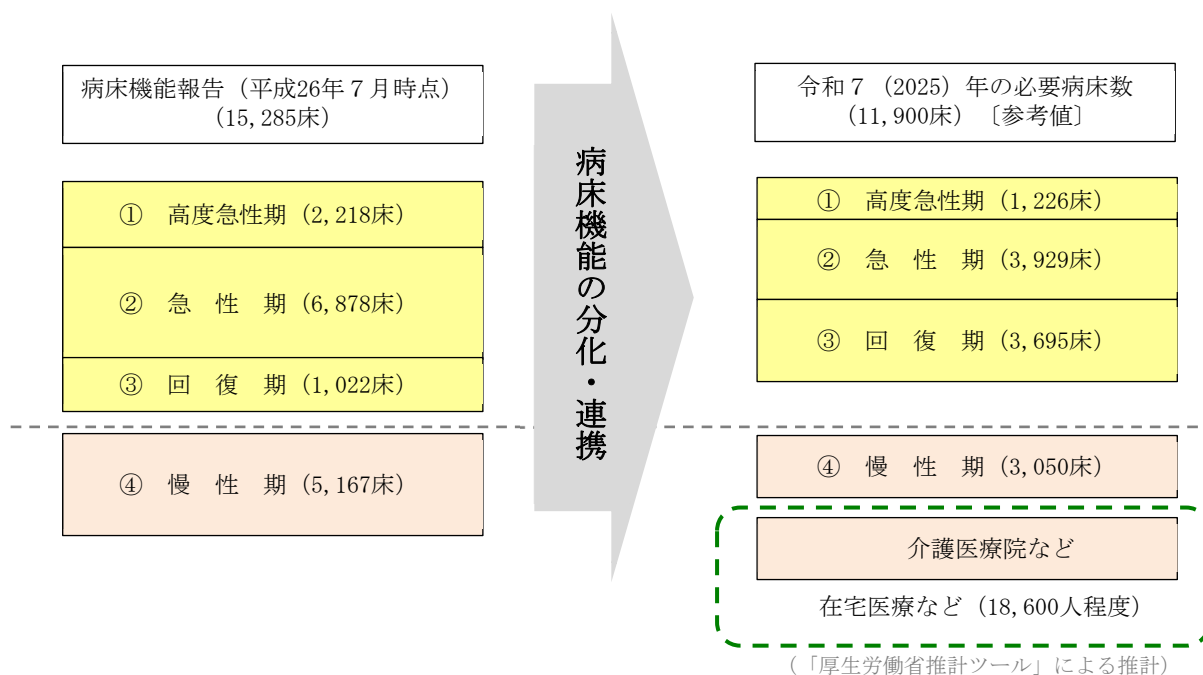 病床機能報告（平成26年７月時点）
（15,285床）
① 高度急性期（2,218床）
② 急 性 期（6,878床）
③ 回 復 期（1,022床）
④ 慢 性 期（5,167床）
病床機能の分化・連携
令和７（2025）年の必要病床数
（11,900床）〔参考値〕
① 高度急性期（1,226床）
② 急 性 期（3,929床）
③ 回 復 期（3,695床）
④ 慢 性 期（3,050床）
介護医療院など
在宅医療など（18,600人程度）
（「厚生労働省推計ツール」による推計）